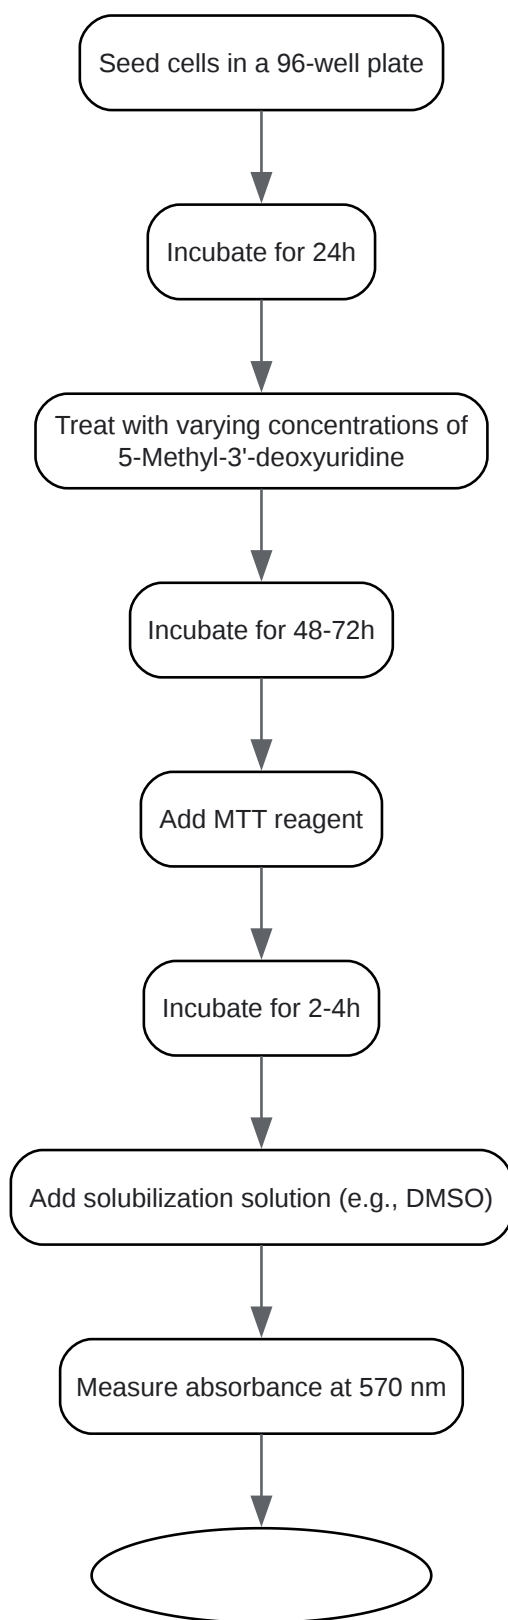 Seed cells in a 96-well plate
Incubate for 24h
Treat with varying concentrations of
5-Methyl-3'-deoxyuridine
Incubate for 48-72h
Add MTT reagent
Incubate for 2-4h
Add solubilization solution (e.g., DMSO)
Measure absorbance at 570 nm